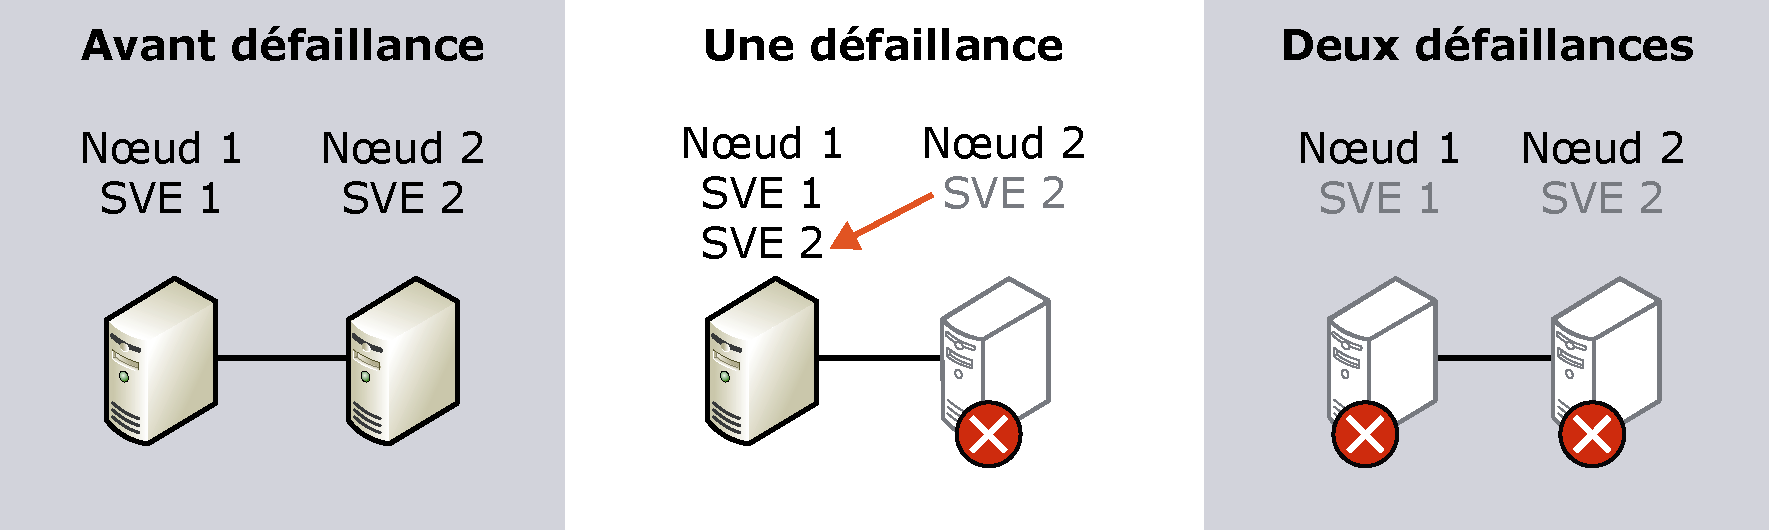 Avant défaillance
Nœud 1
SVE 1
Nœud 2
SVE 2
Une défaillance
Nœud 1
SVE 1
SVE 2
Nœud 2
SVE 2
Deux défaillances
Nœud 1
SVE 1
Nœud 2
SVE 2